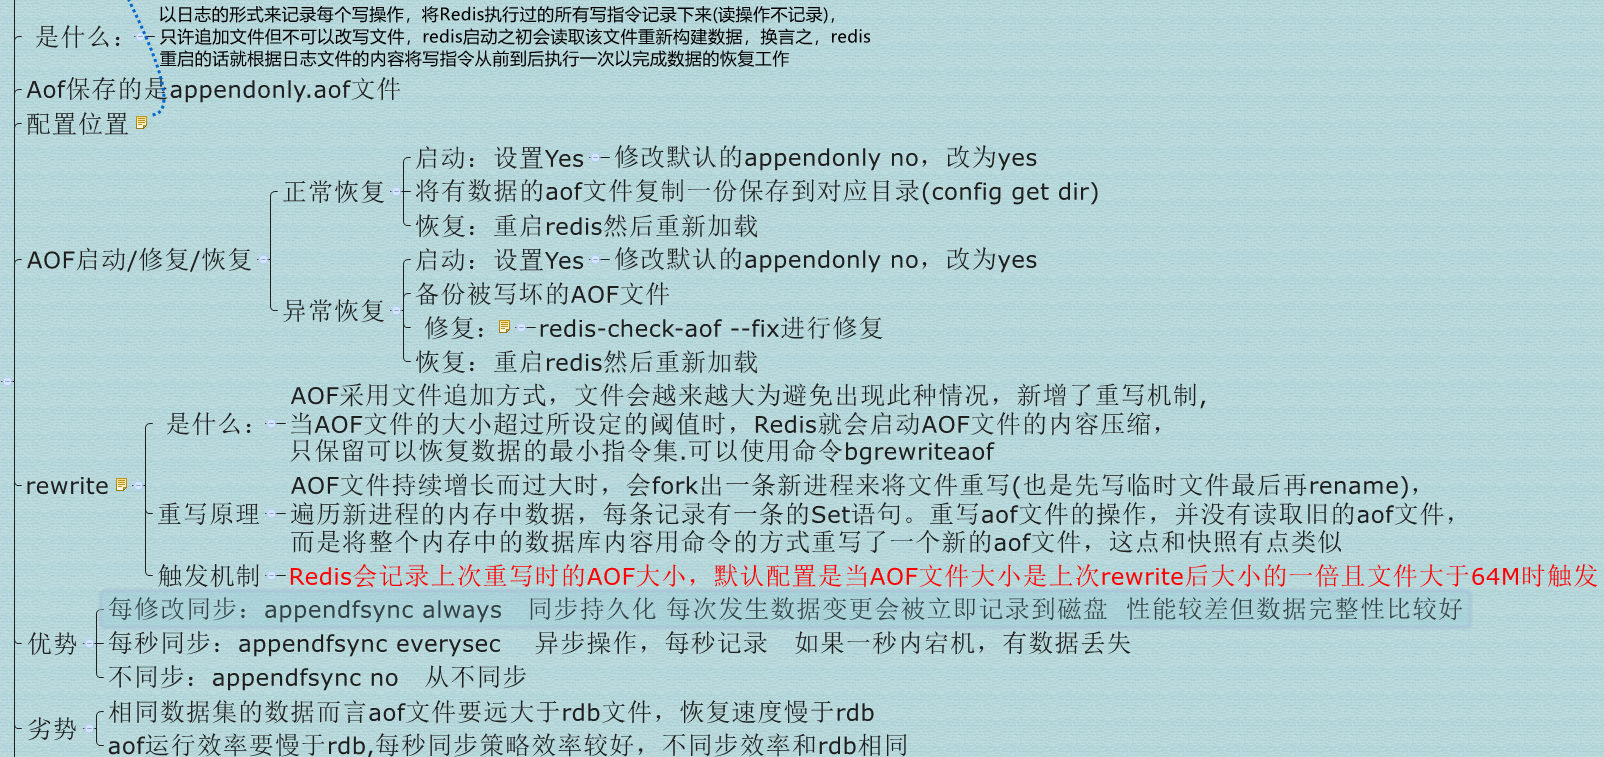 以日志的形式来记录每个写操作，将Redis执行过的所有写指令记录下来(读操作不记录)，
是什么：
只许追加文件但不可以改写文件，redis启动之初会读取该文件重新构建数据，换言之，redis
重启的话就根据日志文件的内容将写指令从前到后执行一次以完成数据的恢复工作
Aof保存的是appendonly.aof文件
配置位置
AOF启动/修复/恢复
正常恢复
启动：设置Yes
修改默认的appendonly no，改为yes
将有数据的aof文件复制一份保存到对应目录(config get dir)
恢复：重启redis然后重新加载
异常恢复
启动：设置Yes
修改默认的appendonly no，改为yes
备份被写坏的AOF文件
修复：
redis-check-aof --fix进行修复
恢复：重启redis然后重新加载
rewrite
是什么：
AOF采用文件追加方式，文件会越来越大为避免出现此种情况，新增了重写机制,
当AOF文件的大小超过所设定的阈值时，Redis就会启动AOF文件的内容压缩，
只保留可以恢复数据的最小指令集.可以使用命令bgrewriteaof
重写原理
AOF文件持续增长而过大时，会fork出一条新进程来将文件重写(也是先写临时文件最后再rename)，
遍历新进程的内存中数据，每条记录有一条的Set语句。重写aof文件的操作，并没有读取旧的aof文件，
而是将整个内存中的数据库内容用命令的方式重写了一个新的aof文件，这点和快照有点类似
触发机制
Redis会记录上次重写时的AOF大小，默认配置是当AOF文件大小是上次rewrite后大小的一倍且文件大于64M时触发
优势
每修改同步：appendfsync always 同步持久化 每次发生数据变更会被立即记录到磁盘 性能较差但数据完整性比较好
每秒同步：appendfsync everysec 异步操作，每秒记录 如果一秒内宕机，有数据丢失
不同步：appendfsync no 从不同步
劣势
相同数据集的数据而言aof文件要远大于rdb文件，恢复速度慢于rdb
aof运行效率要慢于rdb,每秒同步策略效率较好，不同步效率和rdb相同